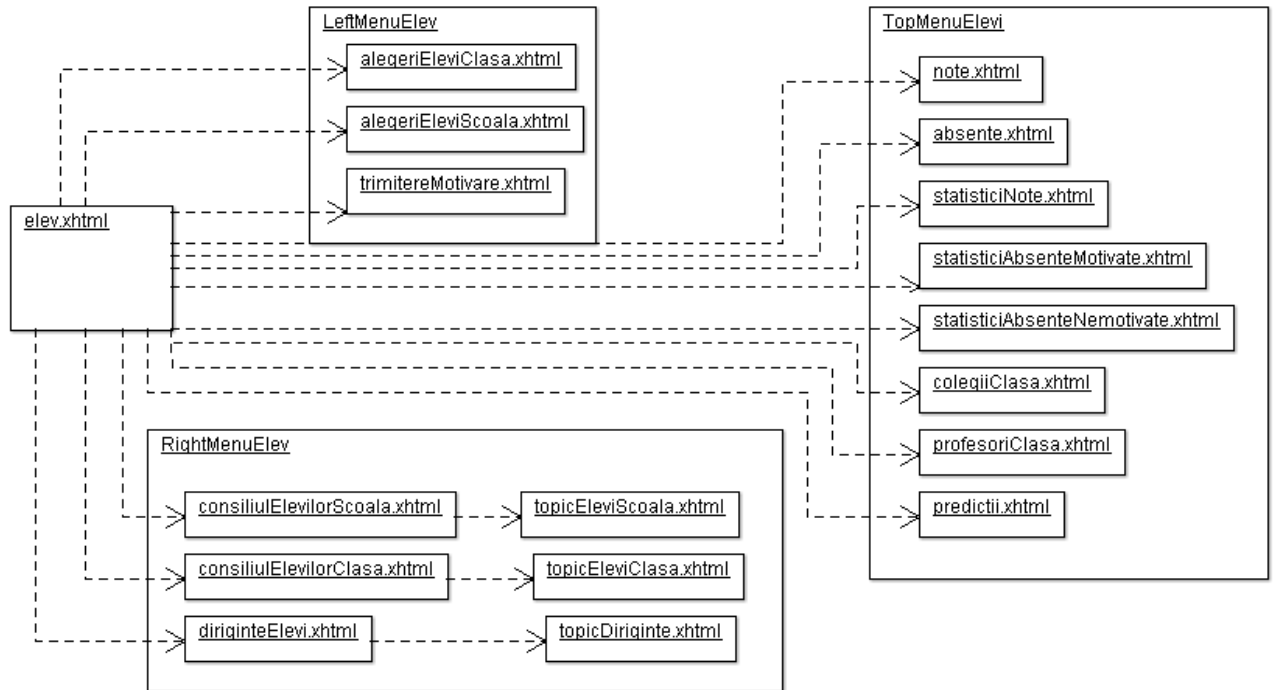 LeftMenuElev
alegeriEleviClasa.xhtml
alegeriEleviScoala.xhtml
trimitereMotivare.xhtml
elev.xhtml
TopMenuElevi
note.xhtml
absente.xhtml
statisticiNote.xhtml
statisticiAbsenteMotivate.xhtml
statisticiAbsenteNemotivate.xhtml
colegiiClasa.xhtml
profesoriClasa.xhtml
predictii.xhtml
RightMenuElev
consiliulElevilorScoala.xhtml
topicEleviScoala.xhtml
consiliulElevilorClasa.xhtml
topicEleviClasa.xhtml
diriginteElevi.xhtml
topicDiriginte.xhtml